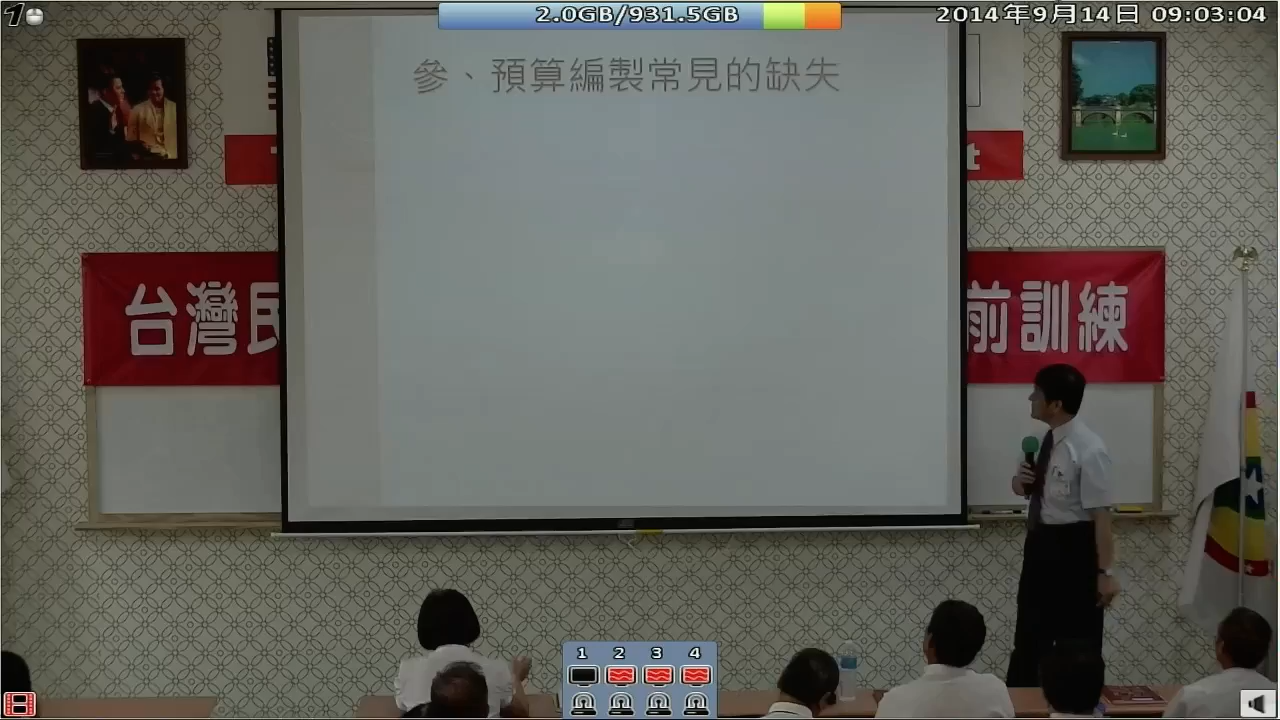 1
2.0GB/931.5GB
2014年9月14日 09:03:04
參、預算編製常見的缺失
t
台灣民
前訓練
1 2 3 4